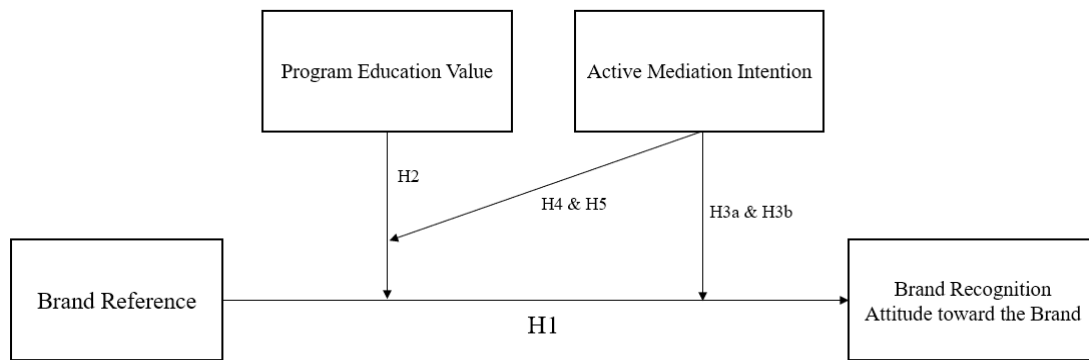 Program Education Value
Active Mediation Intention
H2
H4 & H5
H3a & H3b
Brand Reference
Brand Recognition
Attitude toward the Brand
H1